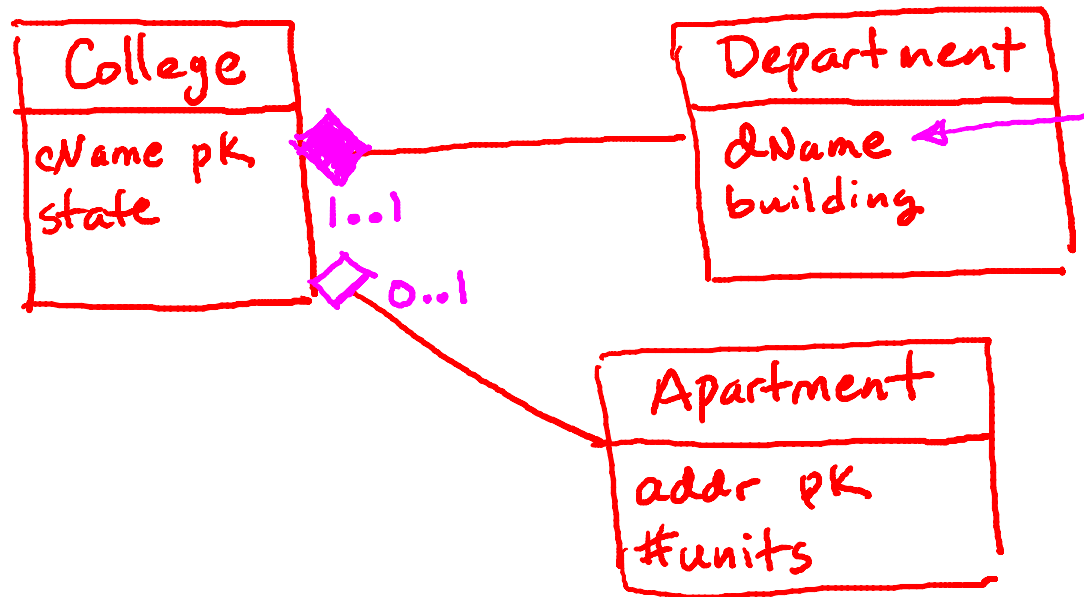 College
cName pk
state
1..1
0..1
Department
dName
building
Apartment
addr pk
#units